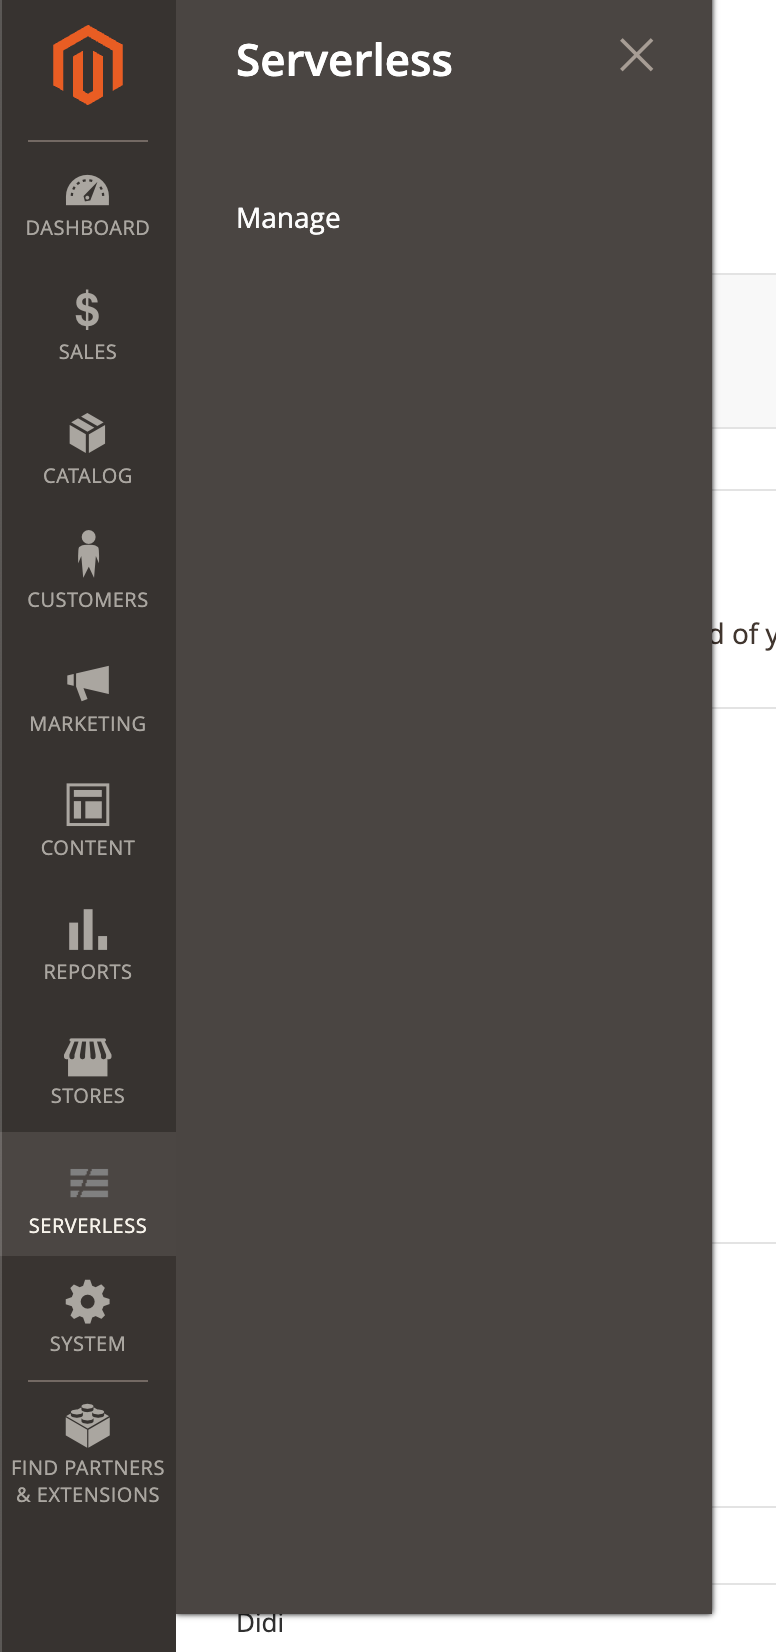 Serverless
Manage
DASHBOARD
SALES
CATALOG
CUSTOMERS
MARKETING
CONTENT
REPORTS
STORES
SERVERLESS
SYSTEM
FIND PARTNERS
& EXTENSIONS
d of y
Didi